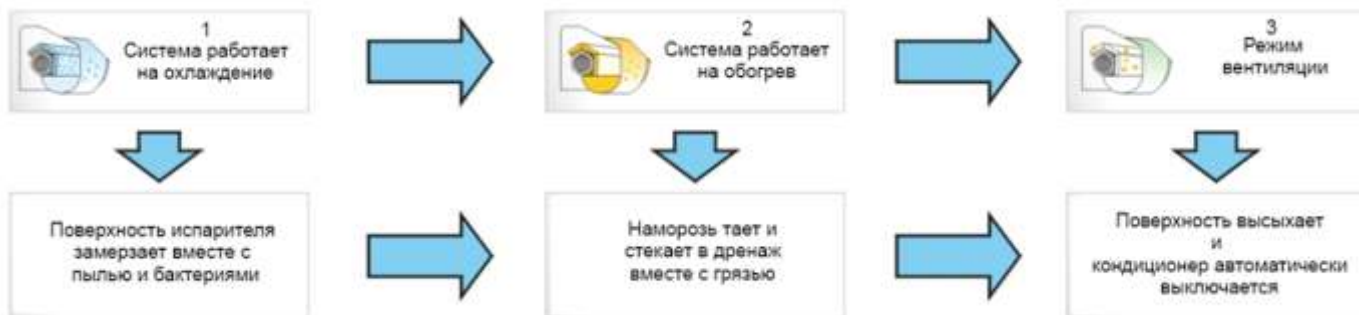 1
Система работает
на охлаждение
2
Система работает
на обогрев
3
Режим
вентиляции
Поверхность испарителя
замерзает вместе с
пылью и бактериями
Наморозь тает и
стекает в дренаж
вместе с грязью
Поверхность высыхает
и
кондиционер автоматически
выключается